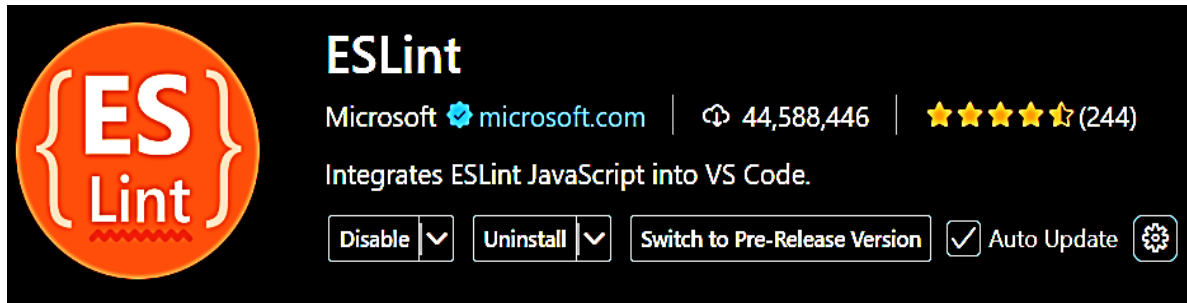 {ES}
Lint
ESLint
Microsoft microsoft.com 44,588,446 (244)
Integrates ESLint JavaScript into VS Code.
Disable Uninstall Switch to Pre-Release Version Auto Update